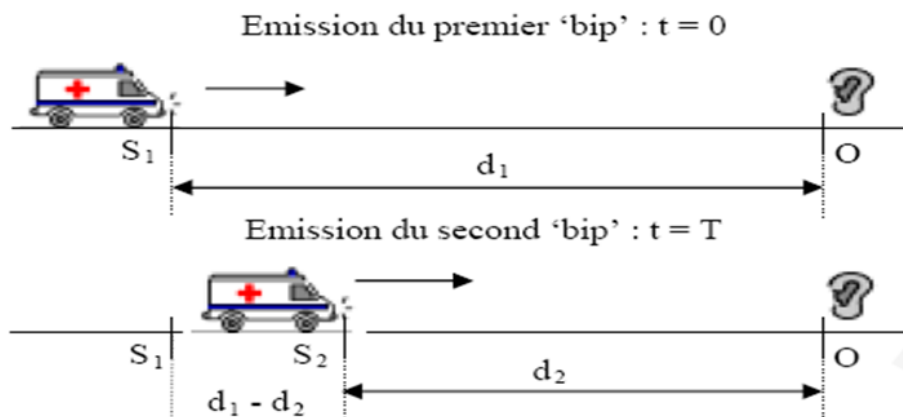 Emission du premier ‘bip’ : t = 0
S₁ O
d₁
Emission du second ‘bip’ : t = T
S₁ S₂ O
d₂
d₁ - d₂